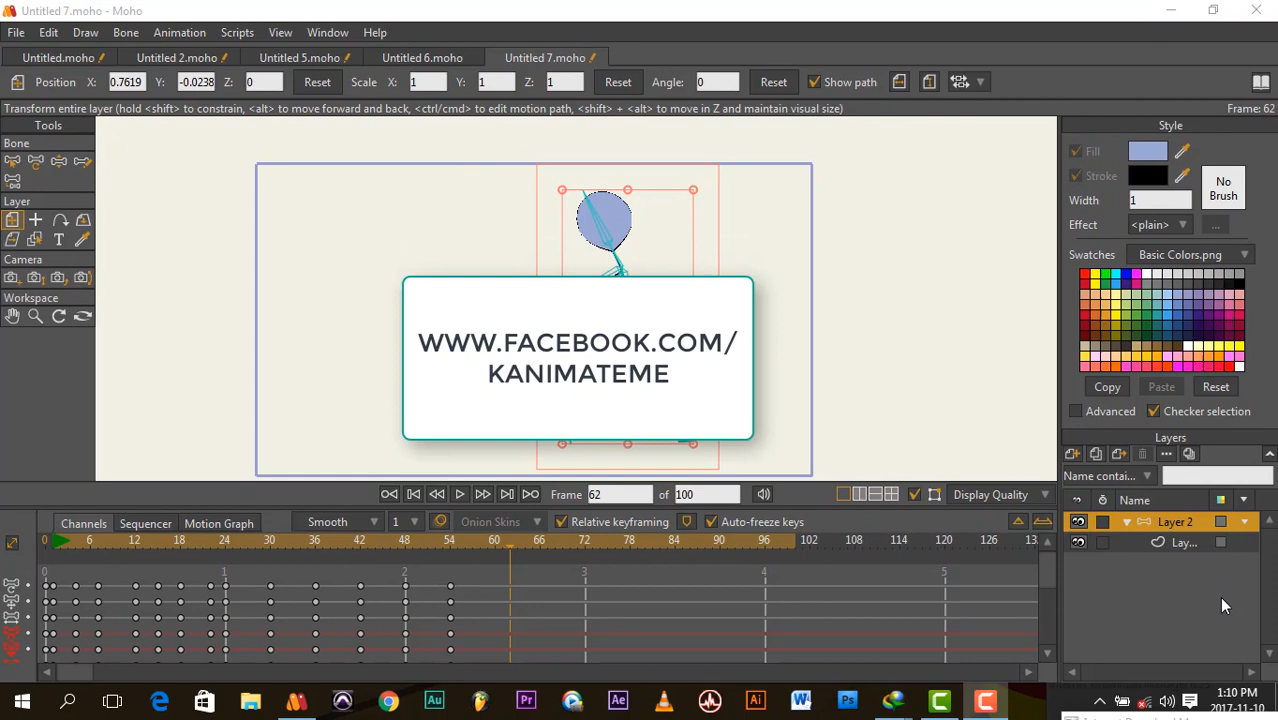 Untitled 7.moho - Moho
File Edit Draw Bone Animation Scripts View Window Help
Untitled.moho Untitled 2.moho Untitled 5.moho Untitled 6.moho Untitled 7.moho
Position X: 0.7619 Y: -0.0238 Z: 0 Reset Scale X: 1 Y: 1 Z: 1 Reset Angle: 0 Reset Show path
Transform entire layer (hold <shift> to constrain, <alt> to move forward and back, <ctrl/cmd> to edit motion path, <shift> + <alt> to move in Z and maintain visual size) Frame: 62
Tools
Bone
Layer
Camera
Workspace
WWW.FACEBOOK.COM/
KANIMATEME
Style
Fill
Stroke
No
Brush
Width 1
Effect <plain> ...
Swatches Basic Colors.png
Copy Paste Reset
Advanced Checker selection
Layers
Name contai...
Name
Layer 2
Lay...
Frame 62 of 100 Display Quality
Channels Sequencer Motion Graph Smooth 1 Onion Skins Relative keyframing Auto-freeze keys
0 6 12 18 24 30 36 42 48 54 60 66 72 78 84 90 96 102 108 114 120 126 13
0 1 2 3 4 5
1:10 PM
2017-11-10